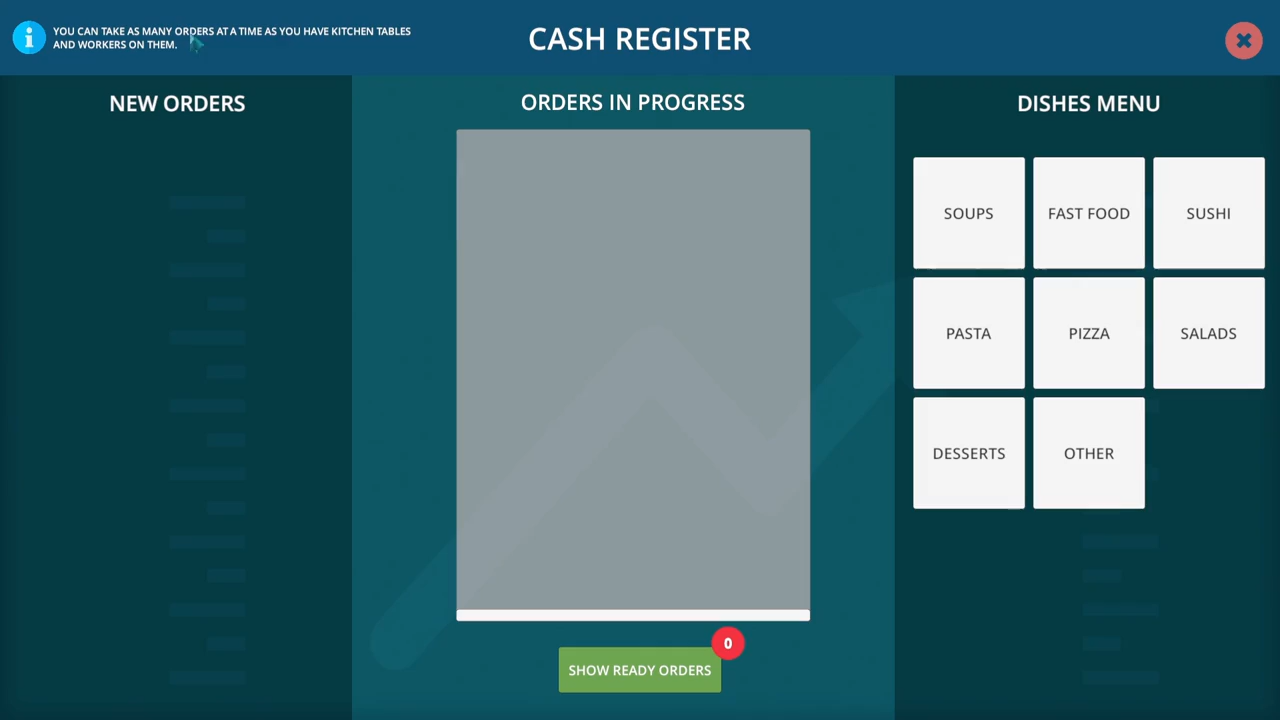 YOU CAN TAKE AS MANY ORDERS AT A TIME AS YOU HAVE KITCHEN TABLES
AND WORKERS ON THEM.
CASH REGISTER
NEW ORDERS
ORDERS IN PROGRESS
DISHES MENU
SOUPS
FAST FOOD
SUSHI
PASTA
PIZZA
SALADS
DESSERTS
OTHER
0
SHOW READY ORDERS